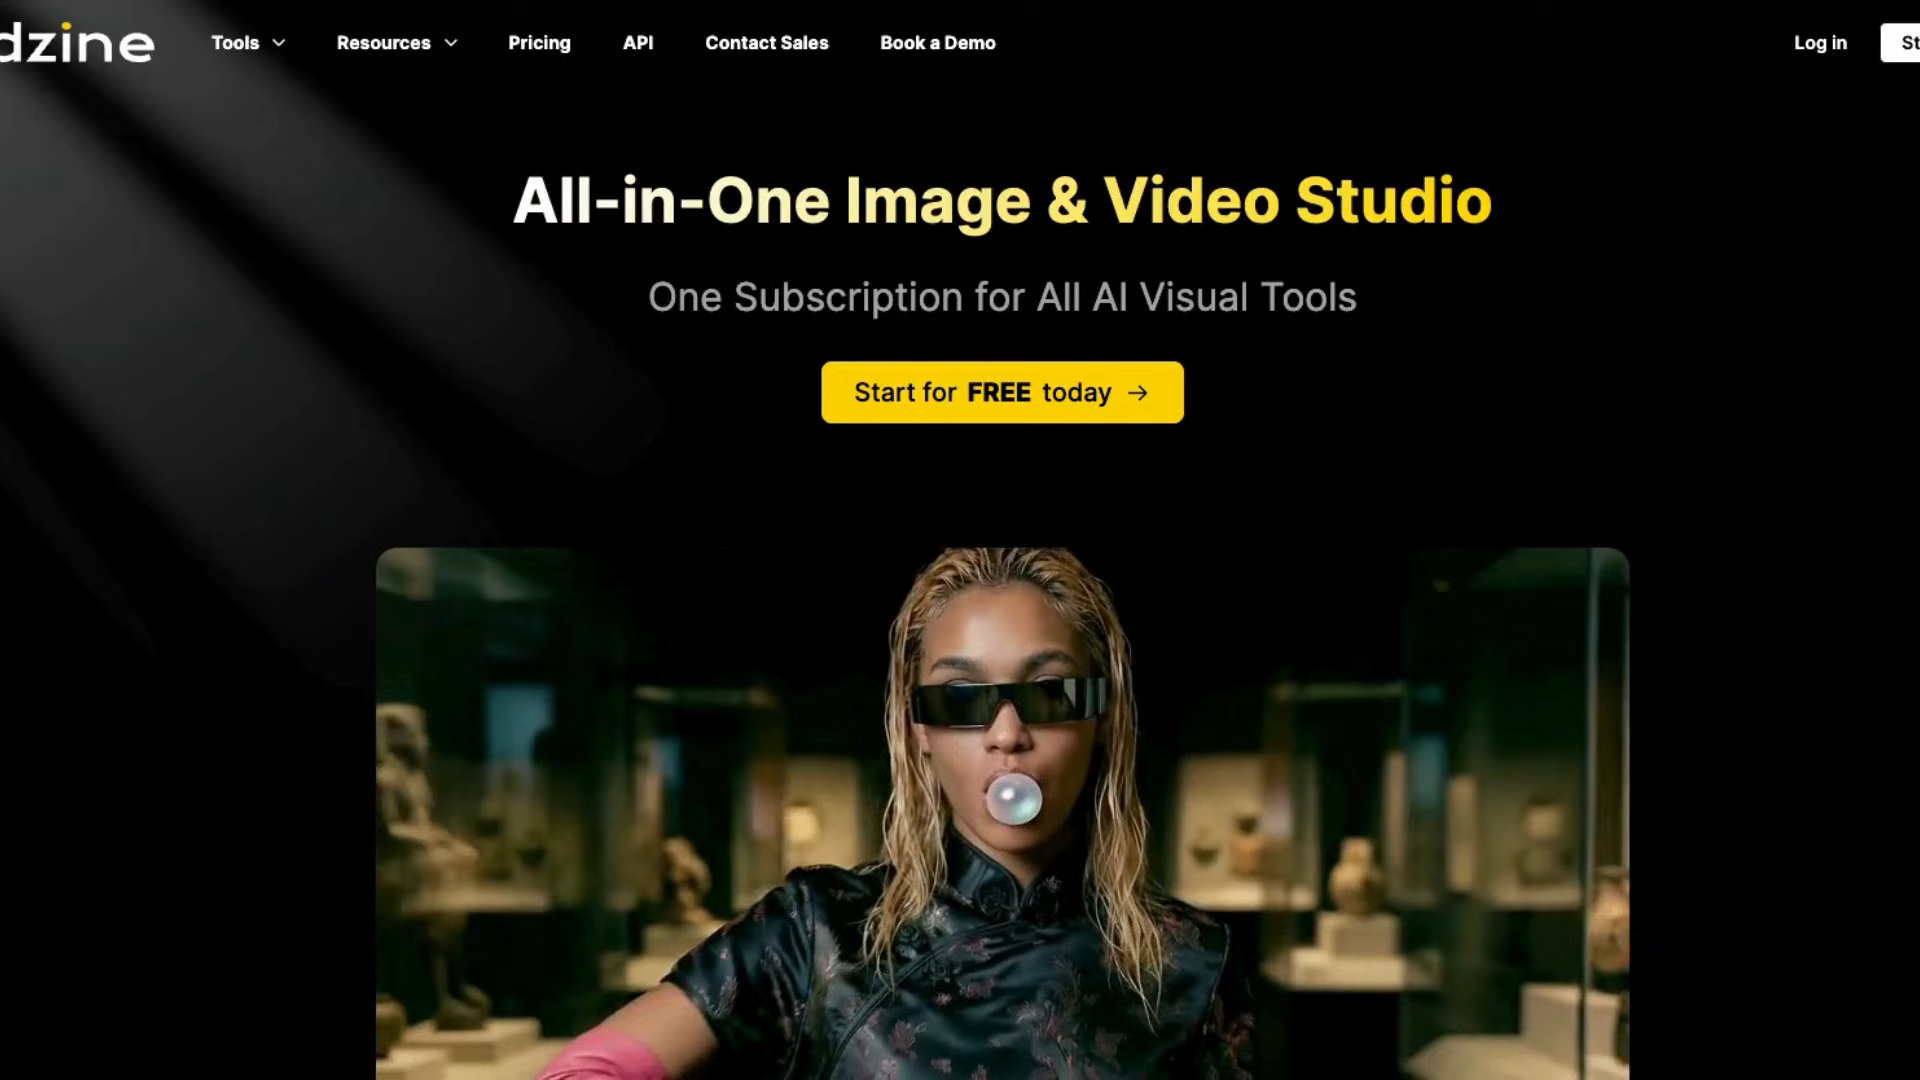 dzine
Tools
Resources
Pricing
API
Contact Sales
Book a Demo
Log in
St
All-in-One Image & Video Studio
One Subscription for All AI Visual Tools
Start for FREE today →